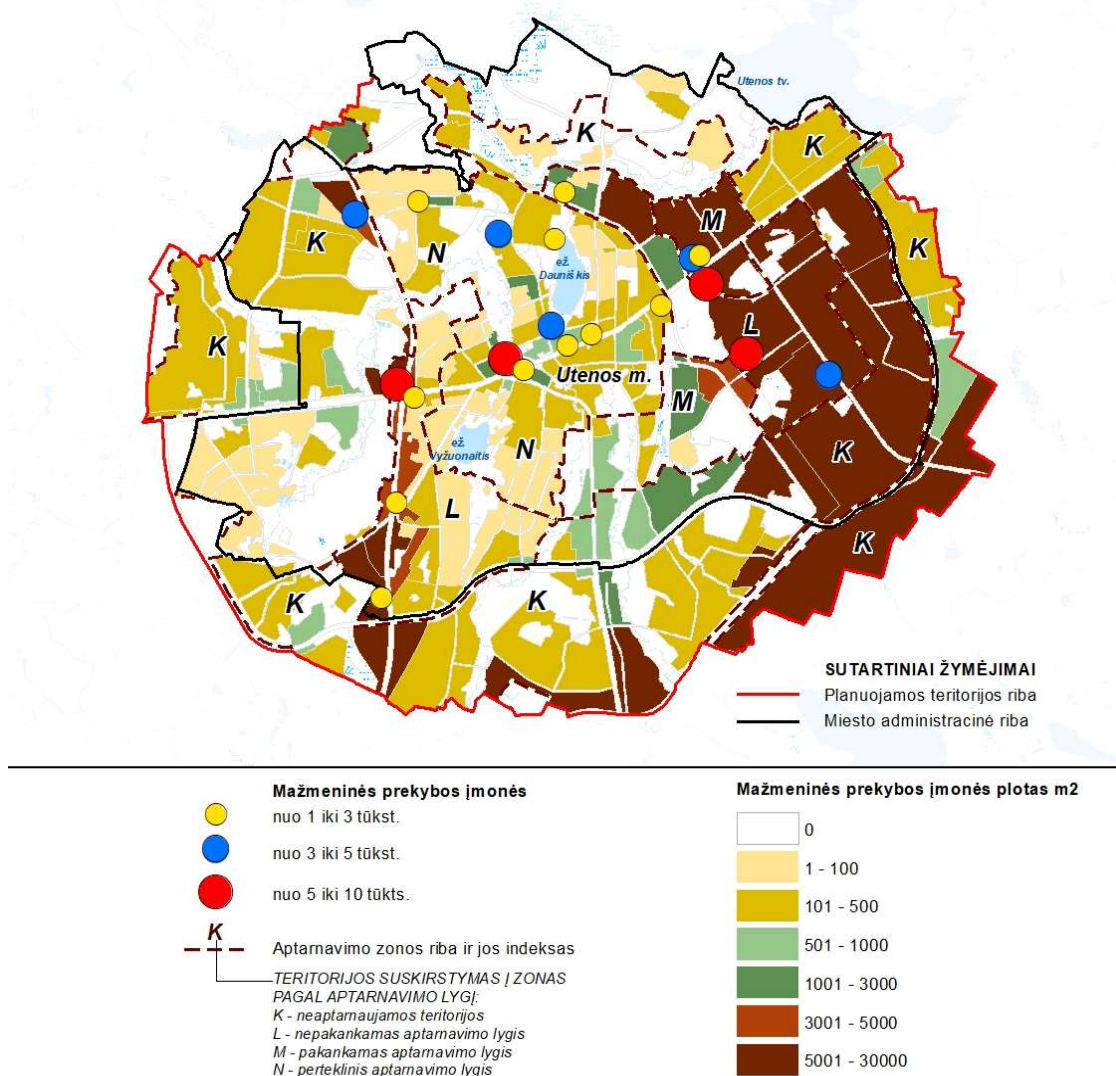 Utenos tv.
K
K
M
K
N
K
ež.
Dauniškis
K
L
Utenos m.
M
ež.
Vyžuonaitis
N
K
L
K
K
K
SUTARTINIAI ŽYMĖJIMAI
Planuojamos teritorijos riba
Miesto administracinė riba
Mažmeninės prekybos įmonės
nuo 1 iki 3 tūkst.
nuo 3 iki 5 tūkst.
nuo 5 iki 10 tūkts.
K
Aptarnavimo zonos riba ir jos indeksas
TERITORIJOS SUSKIRSTYMAS Į ZONAS
PAGAL APTARNAVIMO LYGĮ:
K - neaptarnaujamos teritorijos
L - nepakankamas aptarnavimo lygis
M - pakankamas aptarnavimo lygis
N - perteklinis aptarnavimo lygis
Mažmeninės prekybos įmonės plotas m2
0
1 - 100
101 - 500
501 - 1000
1001 - 3000
3001 - 5000
5001 - 30000